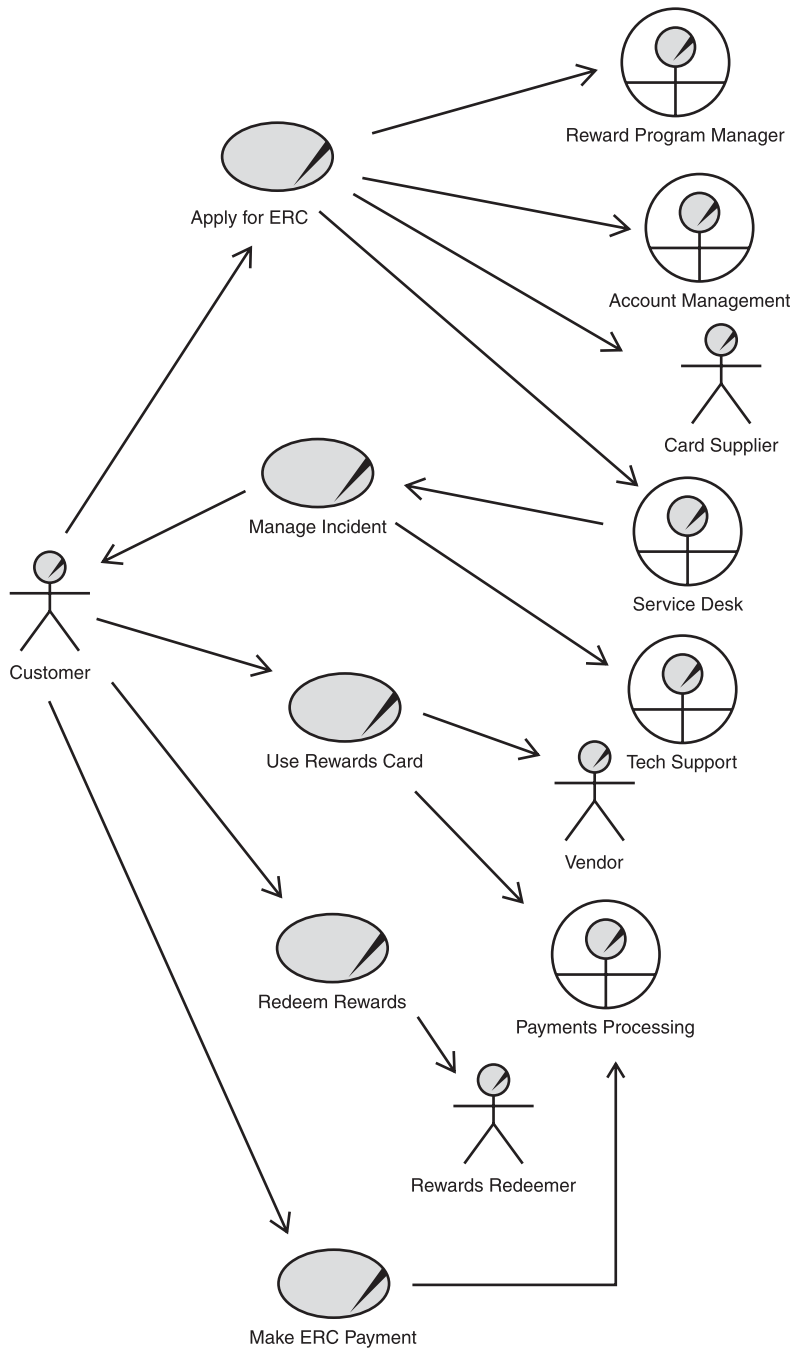 Reward Program Manager
Apply for ERC
Account Management
Card Supplier
Manage Incident
Service Desk
Customer
Use Rewards Card
Tech Support
Vendor
Redeem Rewards
Payments Processing
Rewards Redeemer
Make ERC Payment